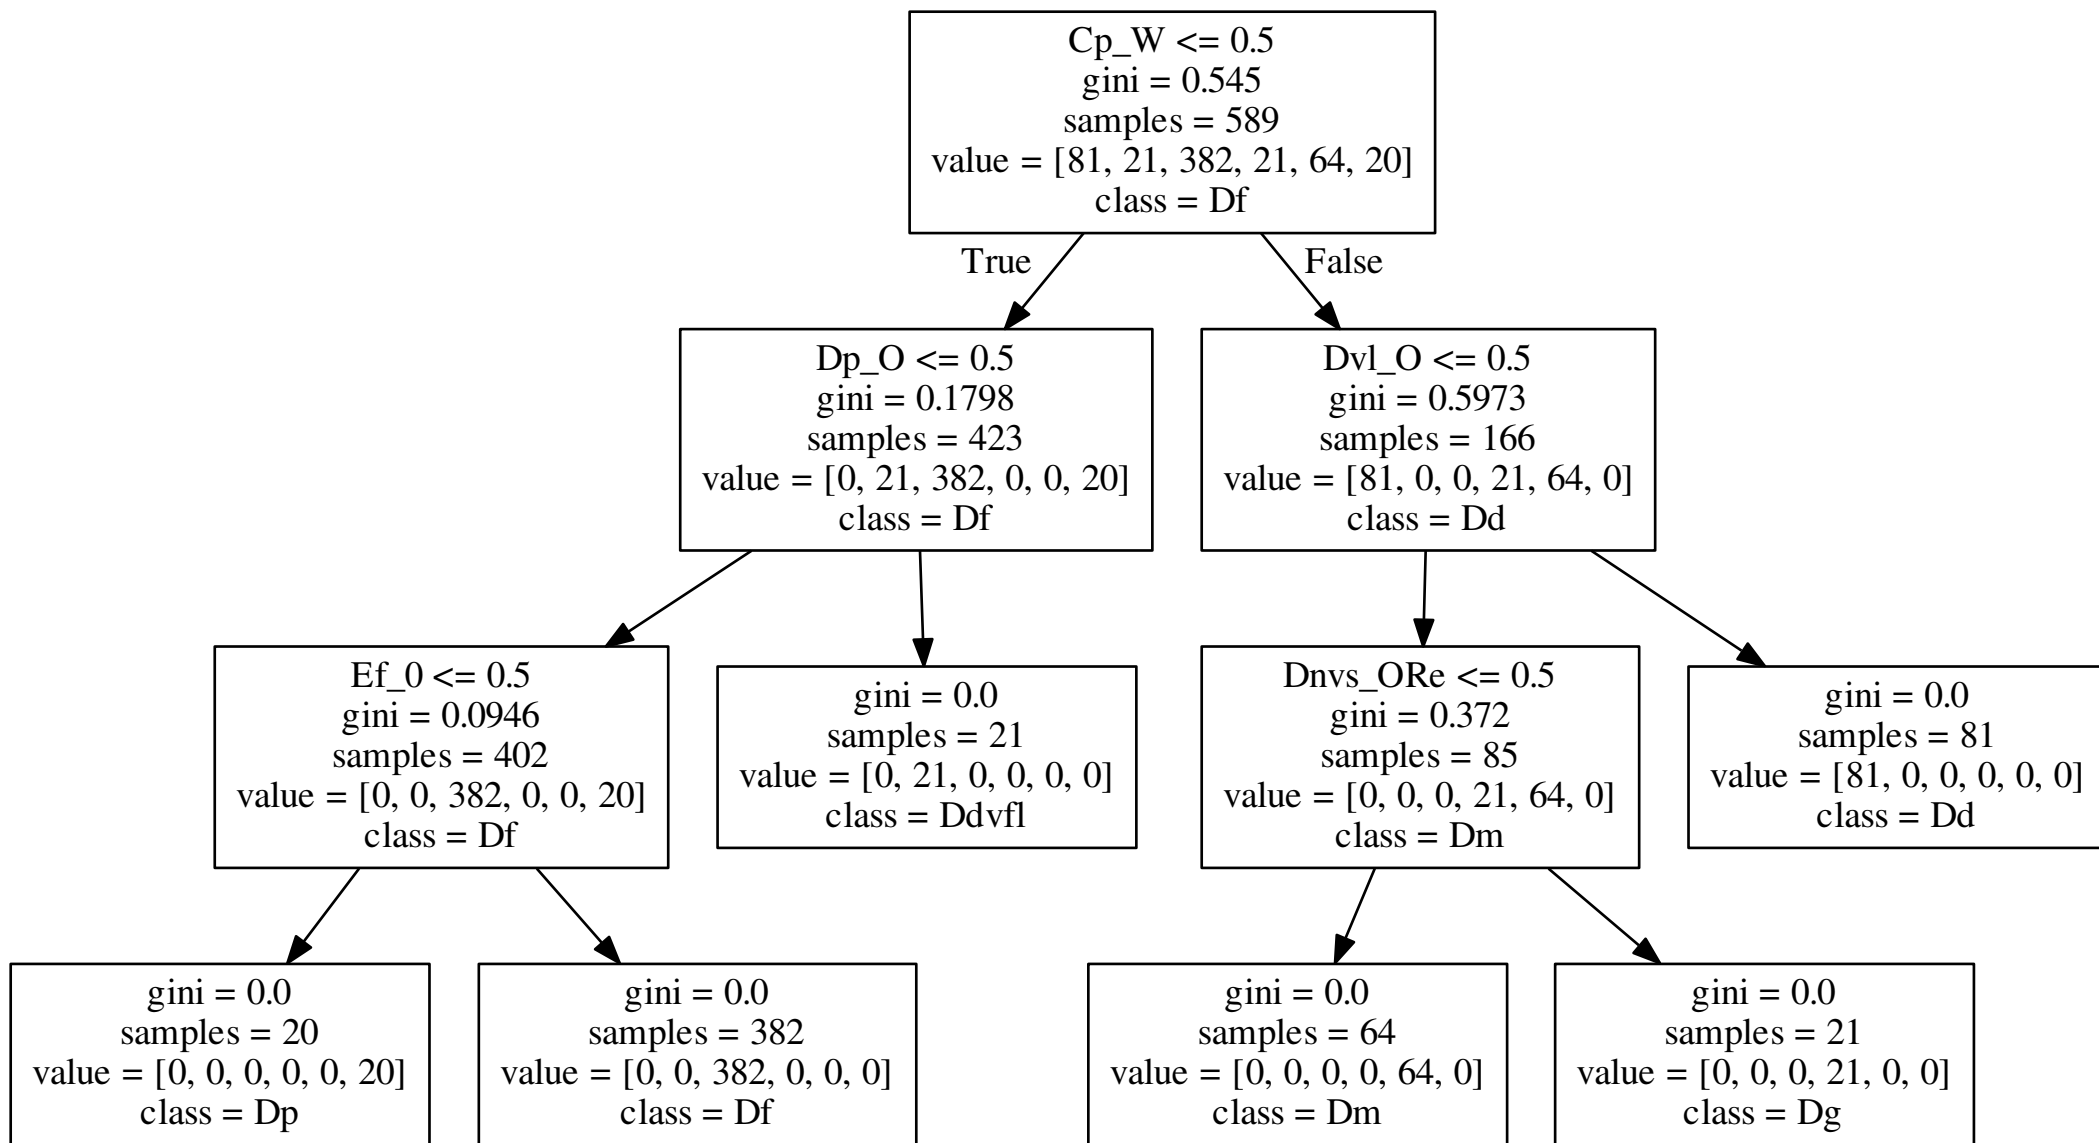 Cp_W <= 0.5
gini = 0.545
samples = 589
value = [81, 21, 382, 21, 64, 20]
class = Df
True
False
Dp_O <= 0.5
gini = 0.1798
samples = 423
value = [0, 21, 382, 0, 0, 20]
class = Df
Dvl_O <= 0.5
gini = 0.5973
samples = 166
value = [81, 0, 0, 21, 64, 0]
class = Dd
Ef_0 <= 0.5
gini = 0.0946
samples = 402
value = [0, 0, 382, 0, 0, 20]
class = Df
gini = 0.0
samples = 21
value = [0, 21, 0, 0, 0, 0]
class = Ddvfl
Dnvs_ORe <= 0.5
gini = 0.372
samples = 85
value = [0, 0, 0, 21, 64, 0]
class = Dm
gini = 0.0
samples = 81
value = [81, 0, 0, 0, 0, 0]
class = Dd
gini = 0.0
samples = 20
value = [0, 0, 0, 0, 0, 20]
class = Dp
gini = 0.0
samples = 382
value = [0, 0, 382, 0, 0, 0]
class = Df
gini = 0.0
samples = 64
value = [0, 0, 0, 0, 64, 0]
class = Dm
gini = 0.0
samples = 21
value = [0, 0, 0, 21, 0, 0]
class = Dg